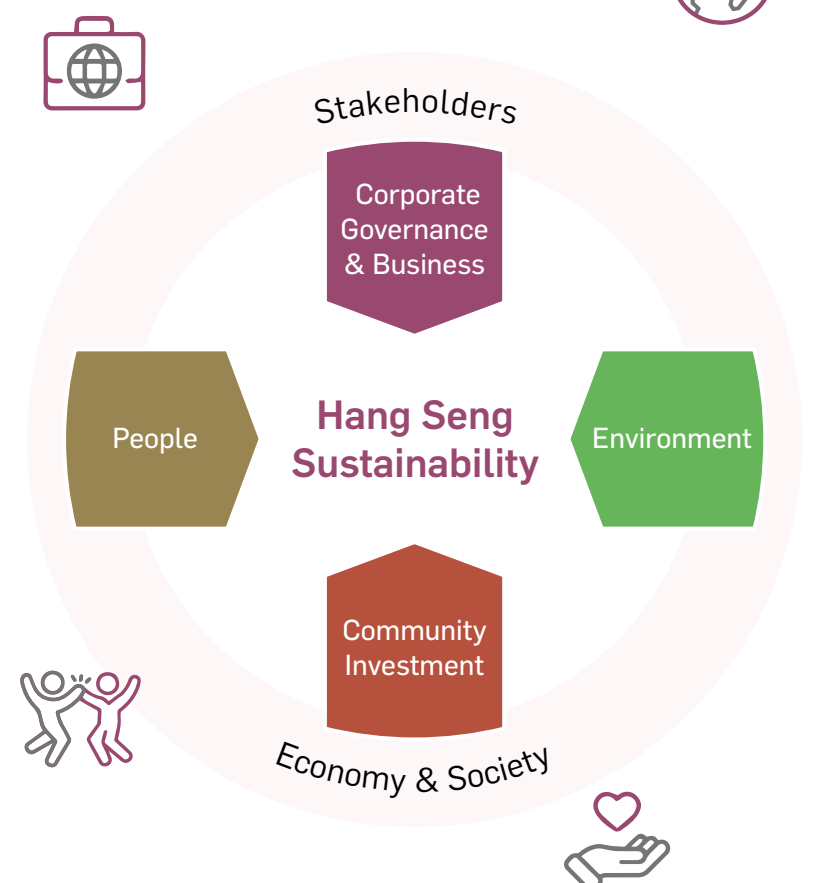 Stakeholders
Corporate
Governance
& Business
People
Hang Seng
Sustainability
Environment
Community
Investment
Economy & Society